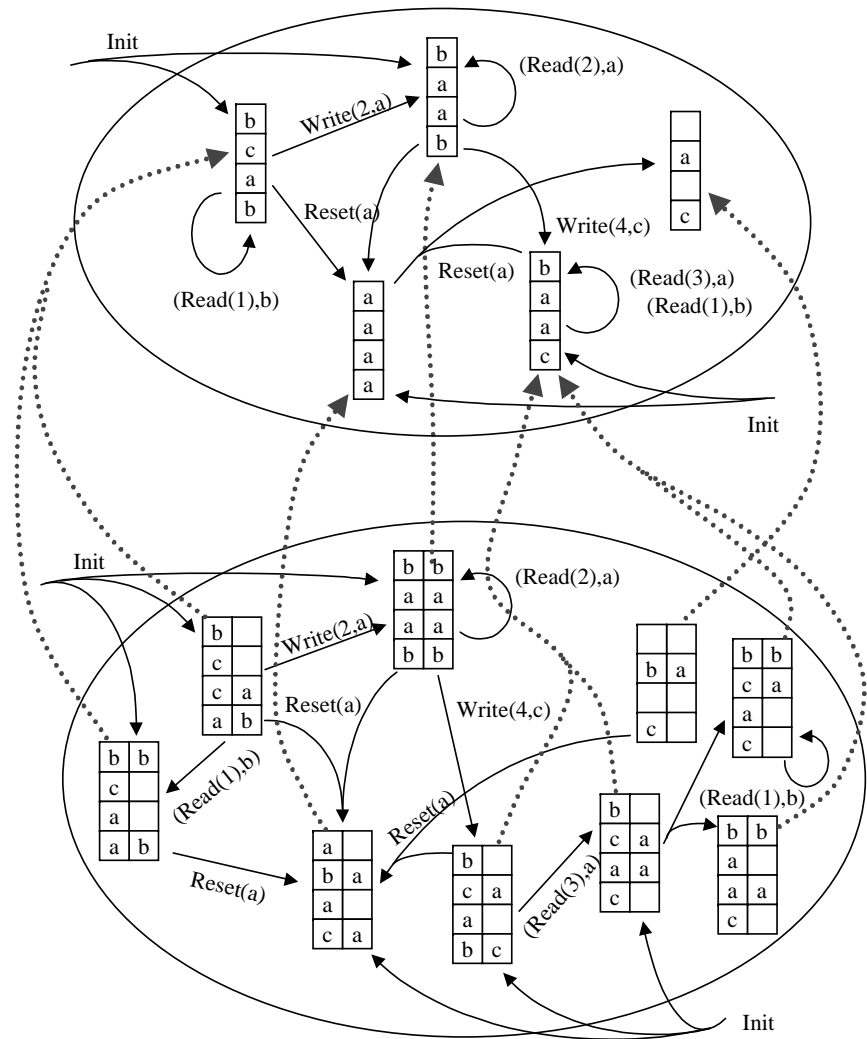 Init
b
a
a
b
(Read(2),a)
b
c
a
b
Write(2,a)
a
c
Reset(a)
Write(4,c)
(Read(1),b)
Reset(a)
b
a
a
c
(Read(3),a)
(Read(1),b)
a
a
a
a
Init
Init
b b
a a
a a
b b
(Read(2),a)
b
c
c a
a b
Write(2,a)
Reset(a)
Write(4,c)
b a
c
b b
c a
a
c
b b
c
a
a b
(Read(1),b)
Reset(a)
(Read(1),b)
Reset(a)
a
b a
a
c a
b
c a
a
b c
(Read(3),a)
b
c a
a a
c
b b
a
a a
c
Init